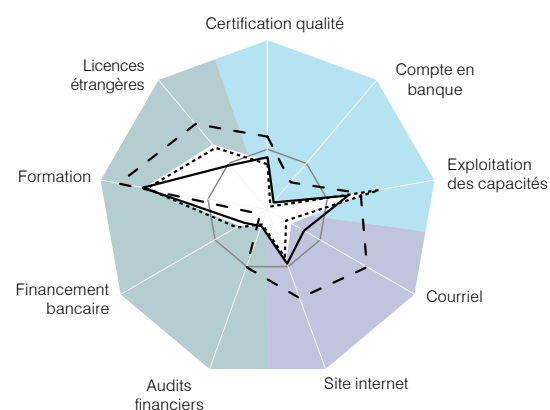 Certification qualité
Compte en
banque
Exploitation
des capacités
Courriel
Site internet
Audits
financiers
Financement
bancaire
Formation
Licences
étrangères